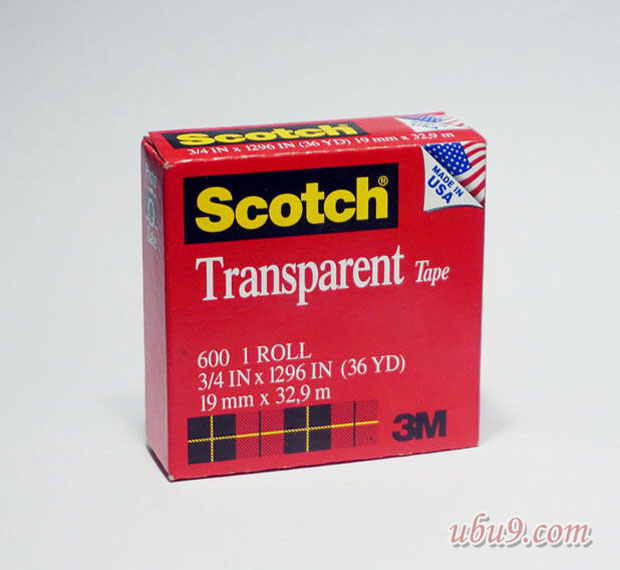 Scotch
3/4 IN x 1296 IN (36 YD) 19 mm x 32,9 m
Scotch®
MADE IN
USA
Transparent Tape
600 1 ROLL
3/4 IN x 1296 IN (36 YD)
19 mm x 32,9 m
3M
ubu9.com